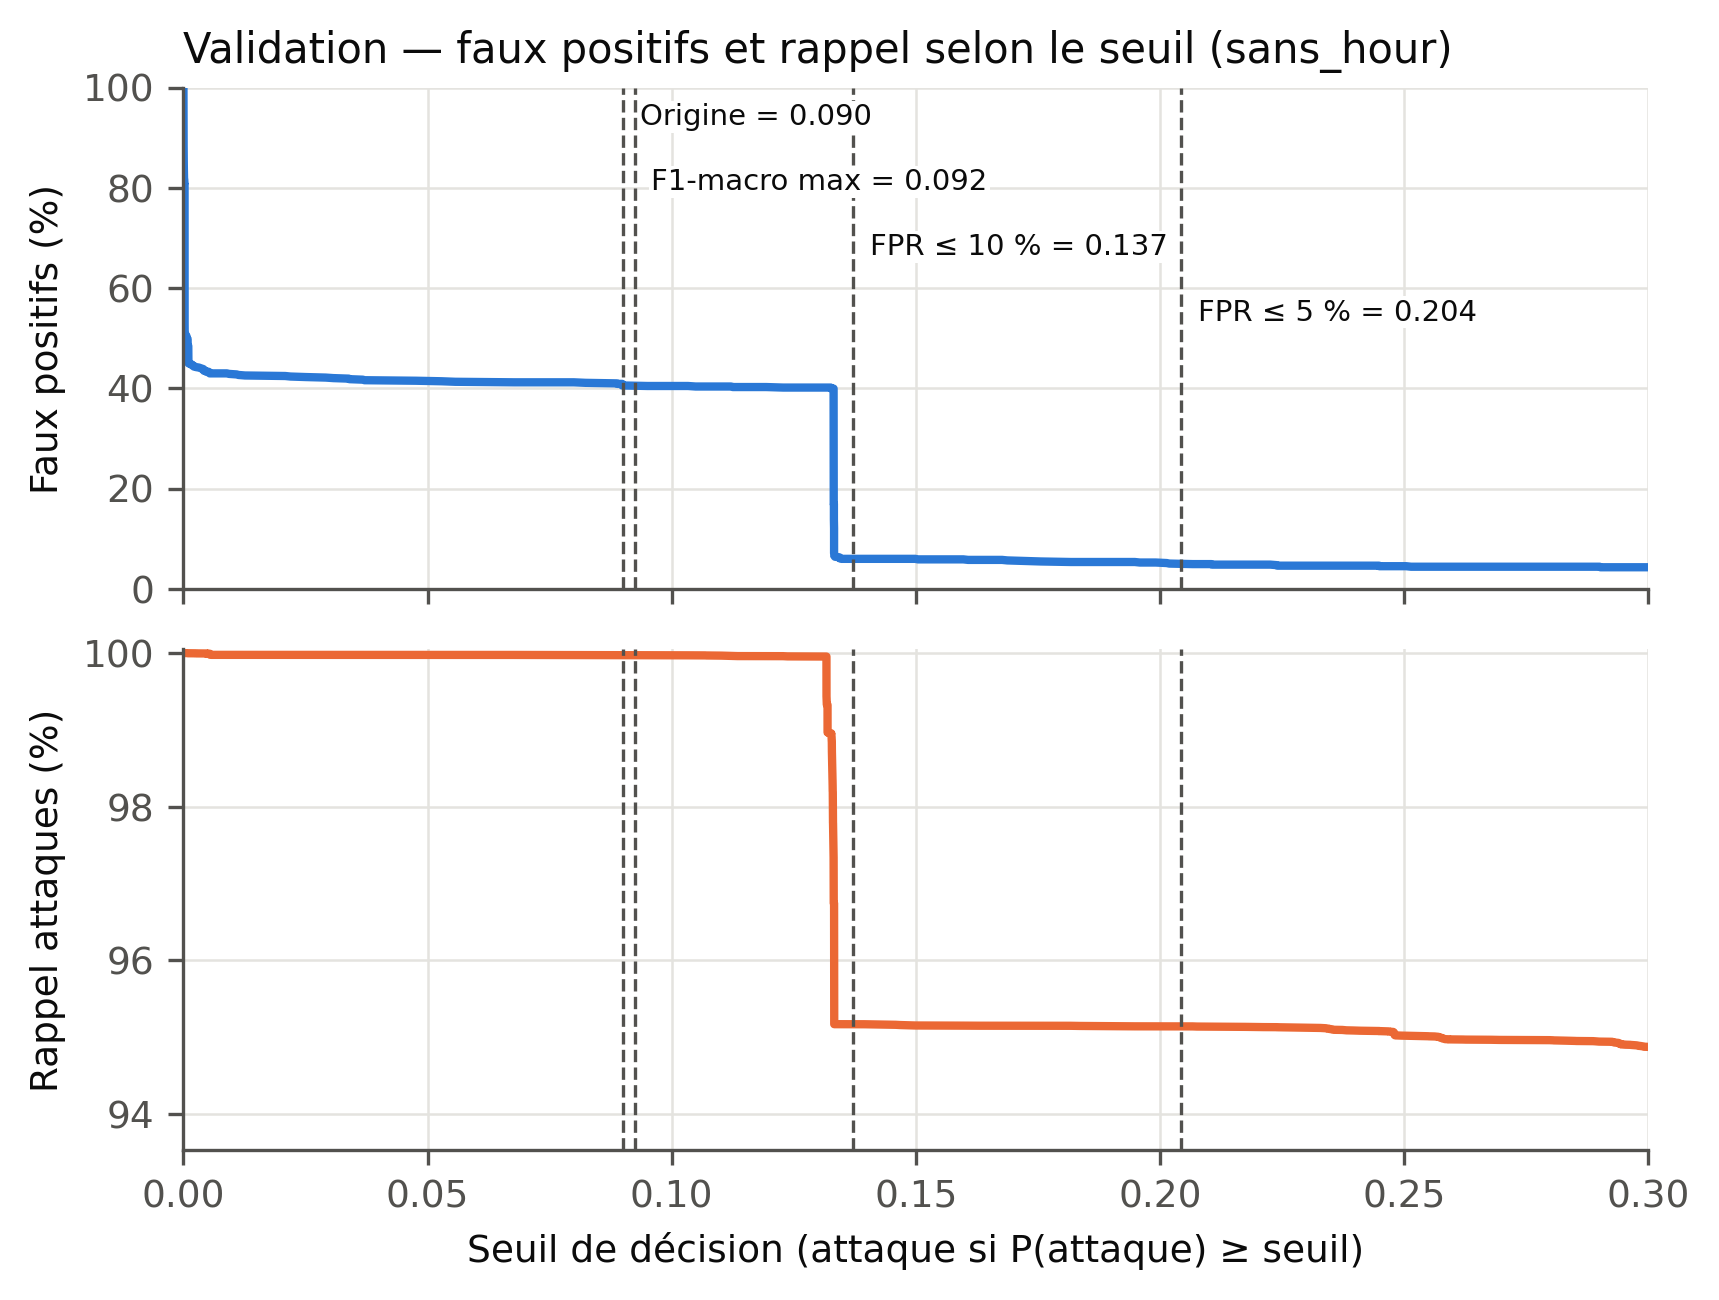 Validation — faux positifs et rappel selon le seuil (sans_hour)
Faux positifs (%)
100
80
60
40
20
0
Origine = 0.090
F1-macro max = 0.092
FPR ≤ 10 % = 0.137
FPR ≤ 5 % = 0.204
Rappel attaques (%)
100
98
96
94
0.00 0.05 0.10 0.15 0.20 0.25 0.30
Seuil de décision (attaque si P(attaque) ≥ seuil)